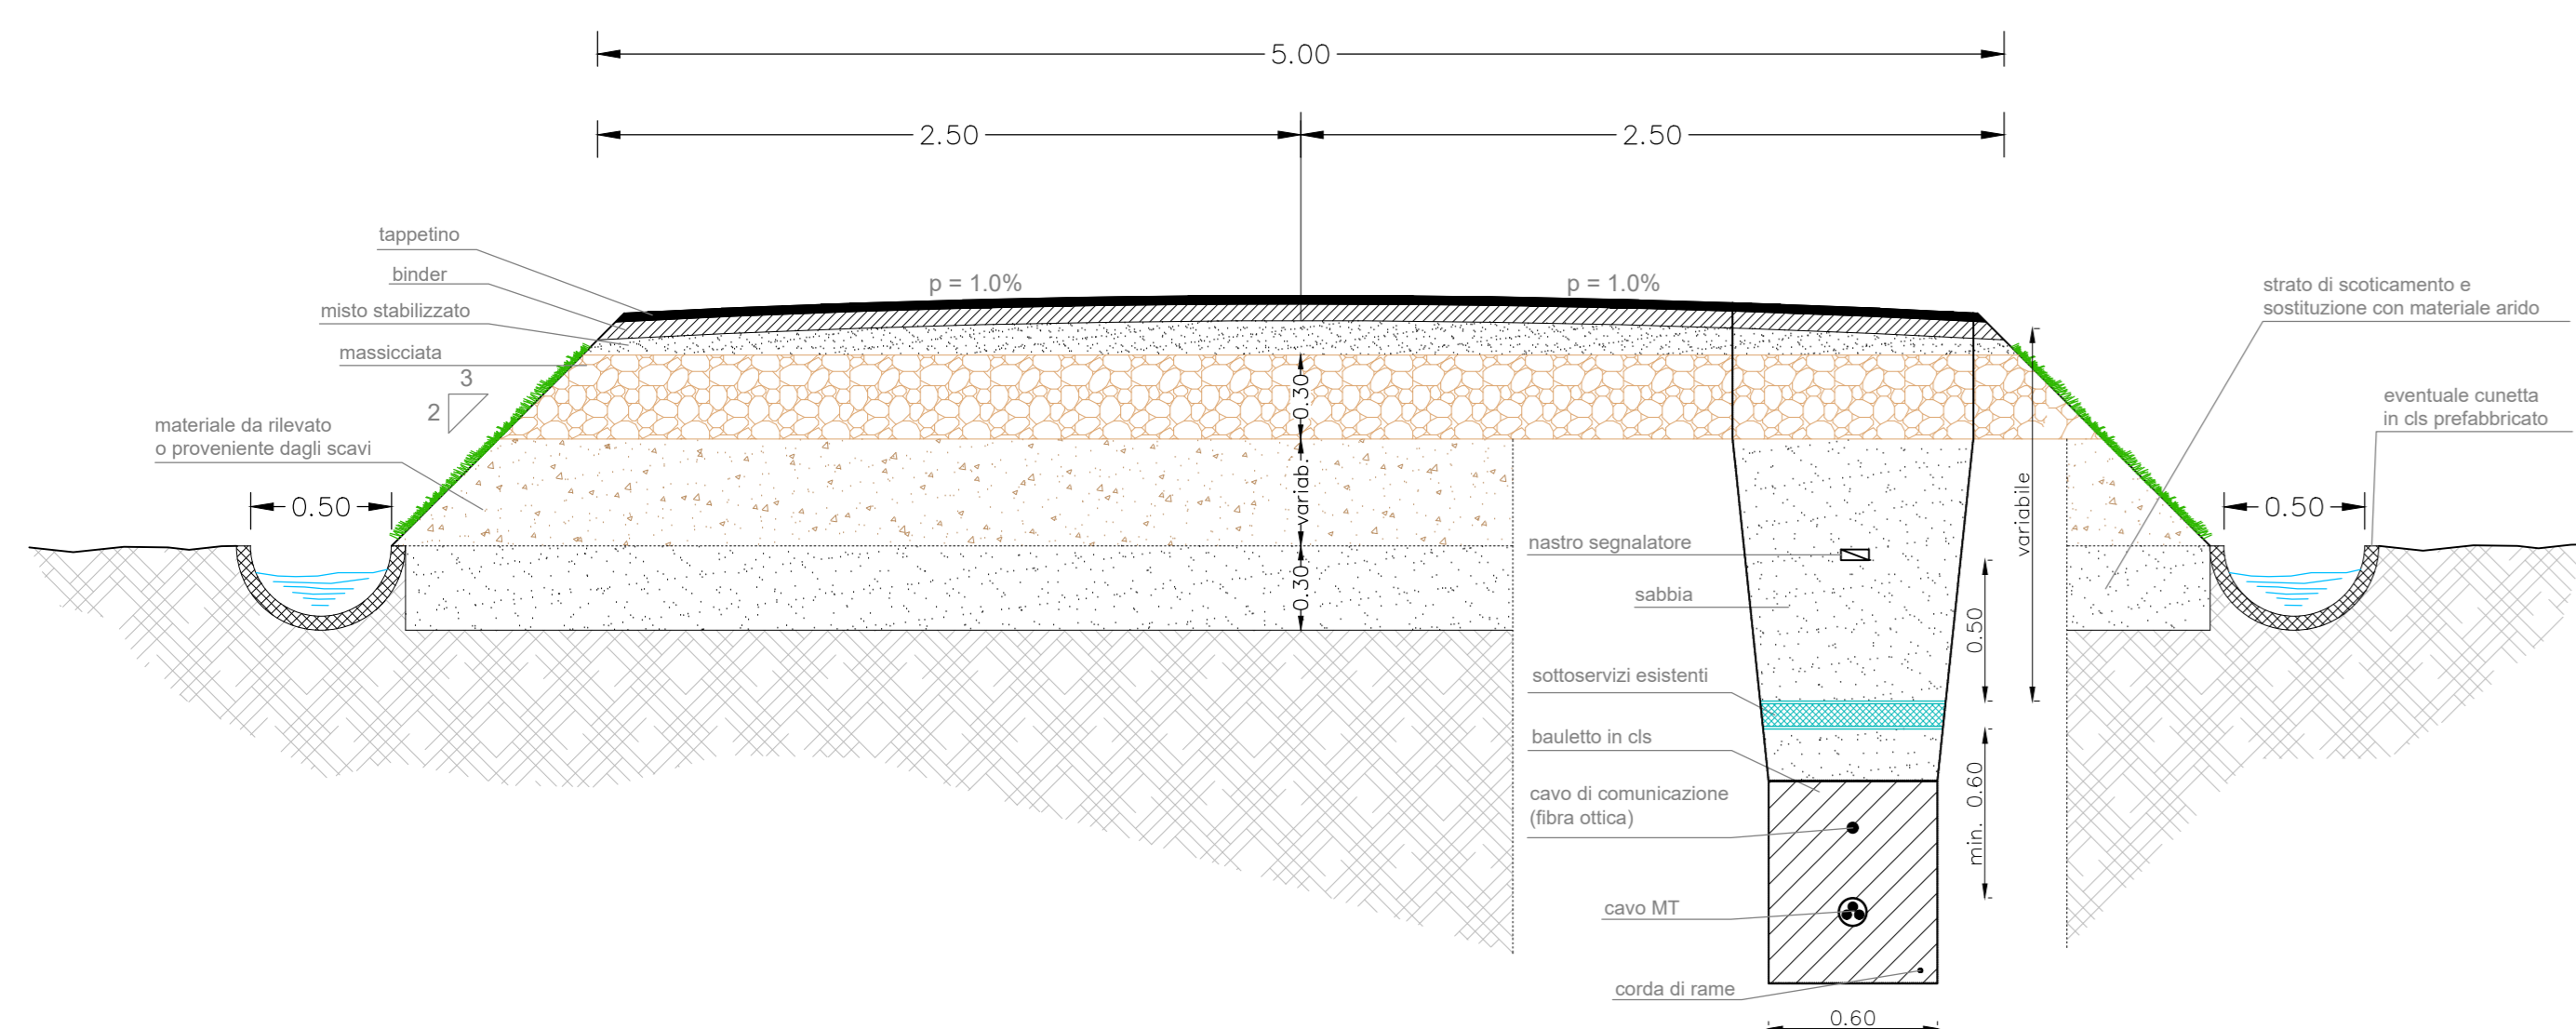 5.00
2.50
2.50
tappetino
binder
misto stabilizzato
massicciata
3
2
materiale da rilevato
o proveniente dagli scavi
0.50
p = 1.0%
p = 1.0%
0.30
variab.
0.30
strato di scoticamento e
sostituzione con materiale arido
eventuale cunetta
in cls prefabbricato
0.50
variabile
nastro segnalatore
sabbia
0.50
sottoservizi esistenti
bauletto in cls
cavo di comunicazione
(fibra ottica)
min. 0.60
cavo MT
corda di rame
0.60